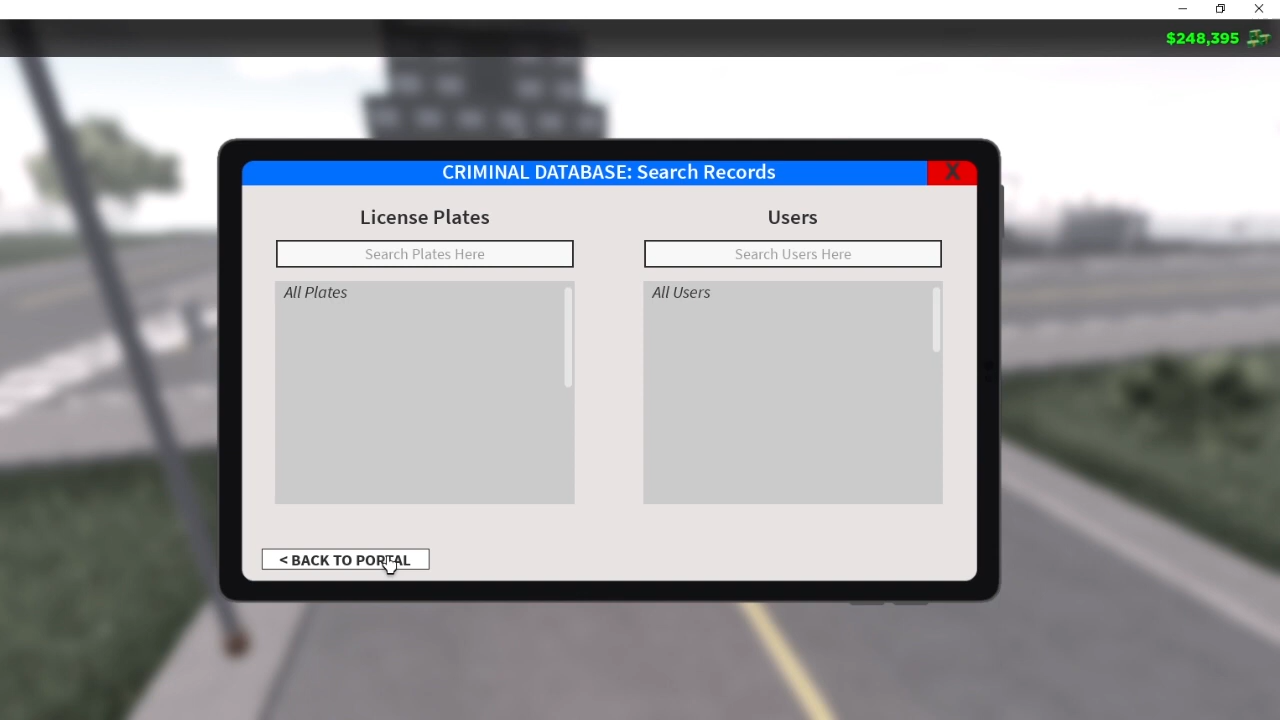 $248,395
CRIMINAL DATABASE: Search Records
X
License Plates
Users
Search Plates Here
Search Users Here
All Plates
All Users
< BACK TO PORTAL